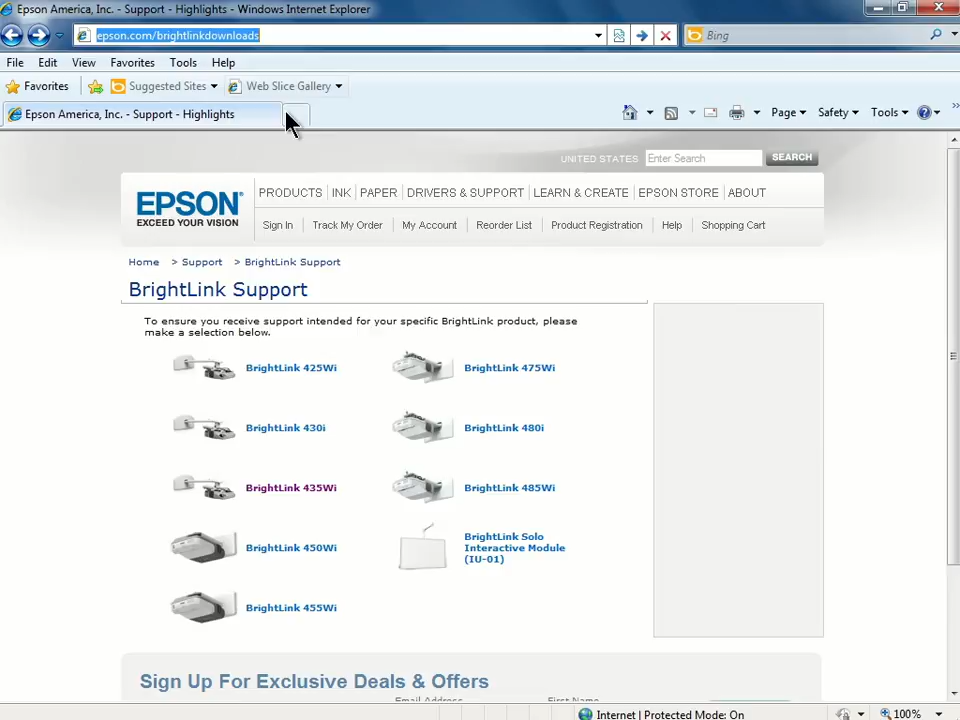 Epson America, Inc. - Support - Highlights - Windows Internet Explorer
epson.com/brightlinkdownloads
Bing
File Edit View Favorites Tools Help
Favorites Suggested Sites Web Slice Gallery
Epson America, Inc. - Support - Highlights
Page Safety Tools
UNITED STATES Enter Search SEARCH
EPSON
EXCEED YOUR VISION
PRODUCTS INK PAPER DRIVERS & SUPPORT LEARN & CREATE EPSON STORE ABOUT
Sign In Track My Order My Account Reorder List Product Registration Help Shopping Cart
Home > Support > BrightLink Support
BrightLink Support
To ensure you receive support intended for your specific BrightLink product, please
make a selection below.
BrightLink 425Wi BrightLink 475Wi
BrightLink 430i BrightLink 480i
BrightLink 435Wi BrightLink 485Wi
BrightLink 450Wi
BrightLink Solo
Interactive Module
(IU-01)
BrightLink 455Wi
Sign Up For Exclusive Deals & Offers
Email Address First Name
Internet | Protected Mode: On
100%